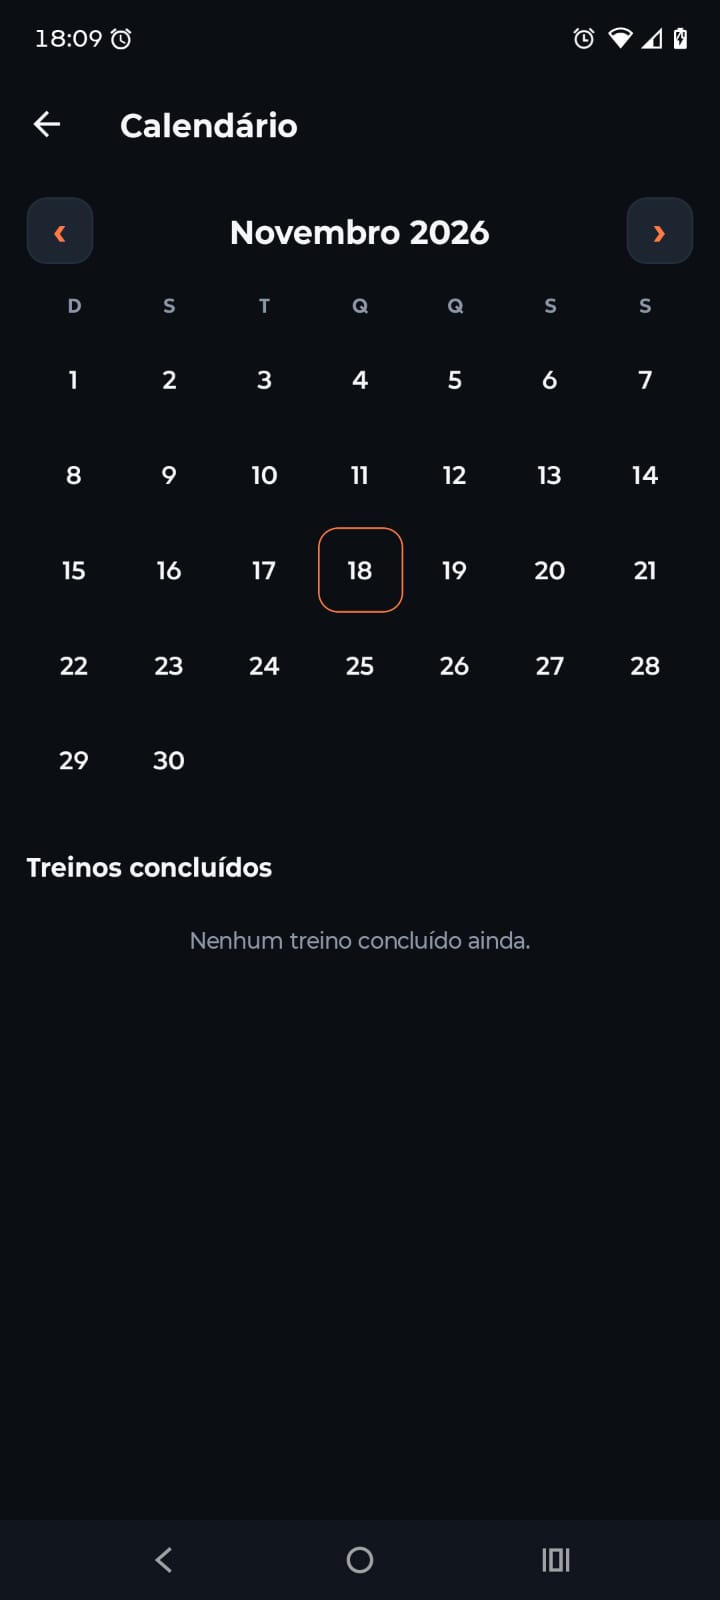 18:09
Calendário
‹ Novembro 2026 ›
D S T Q Q S S
1 2 3 4 5 6 7
8 9 10 11 12 13 14
15 16 17 18 19 20 21
22 23 24 25 26 27 28
29 30
Treinos concluídos
Nenhum treino concluído ainda.